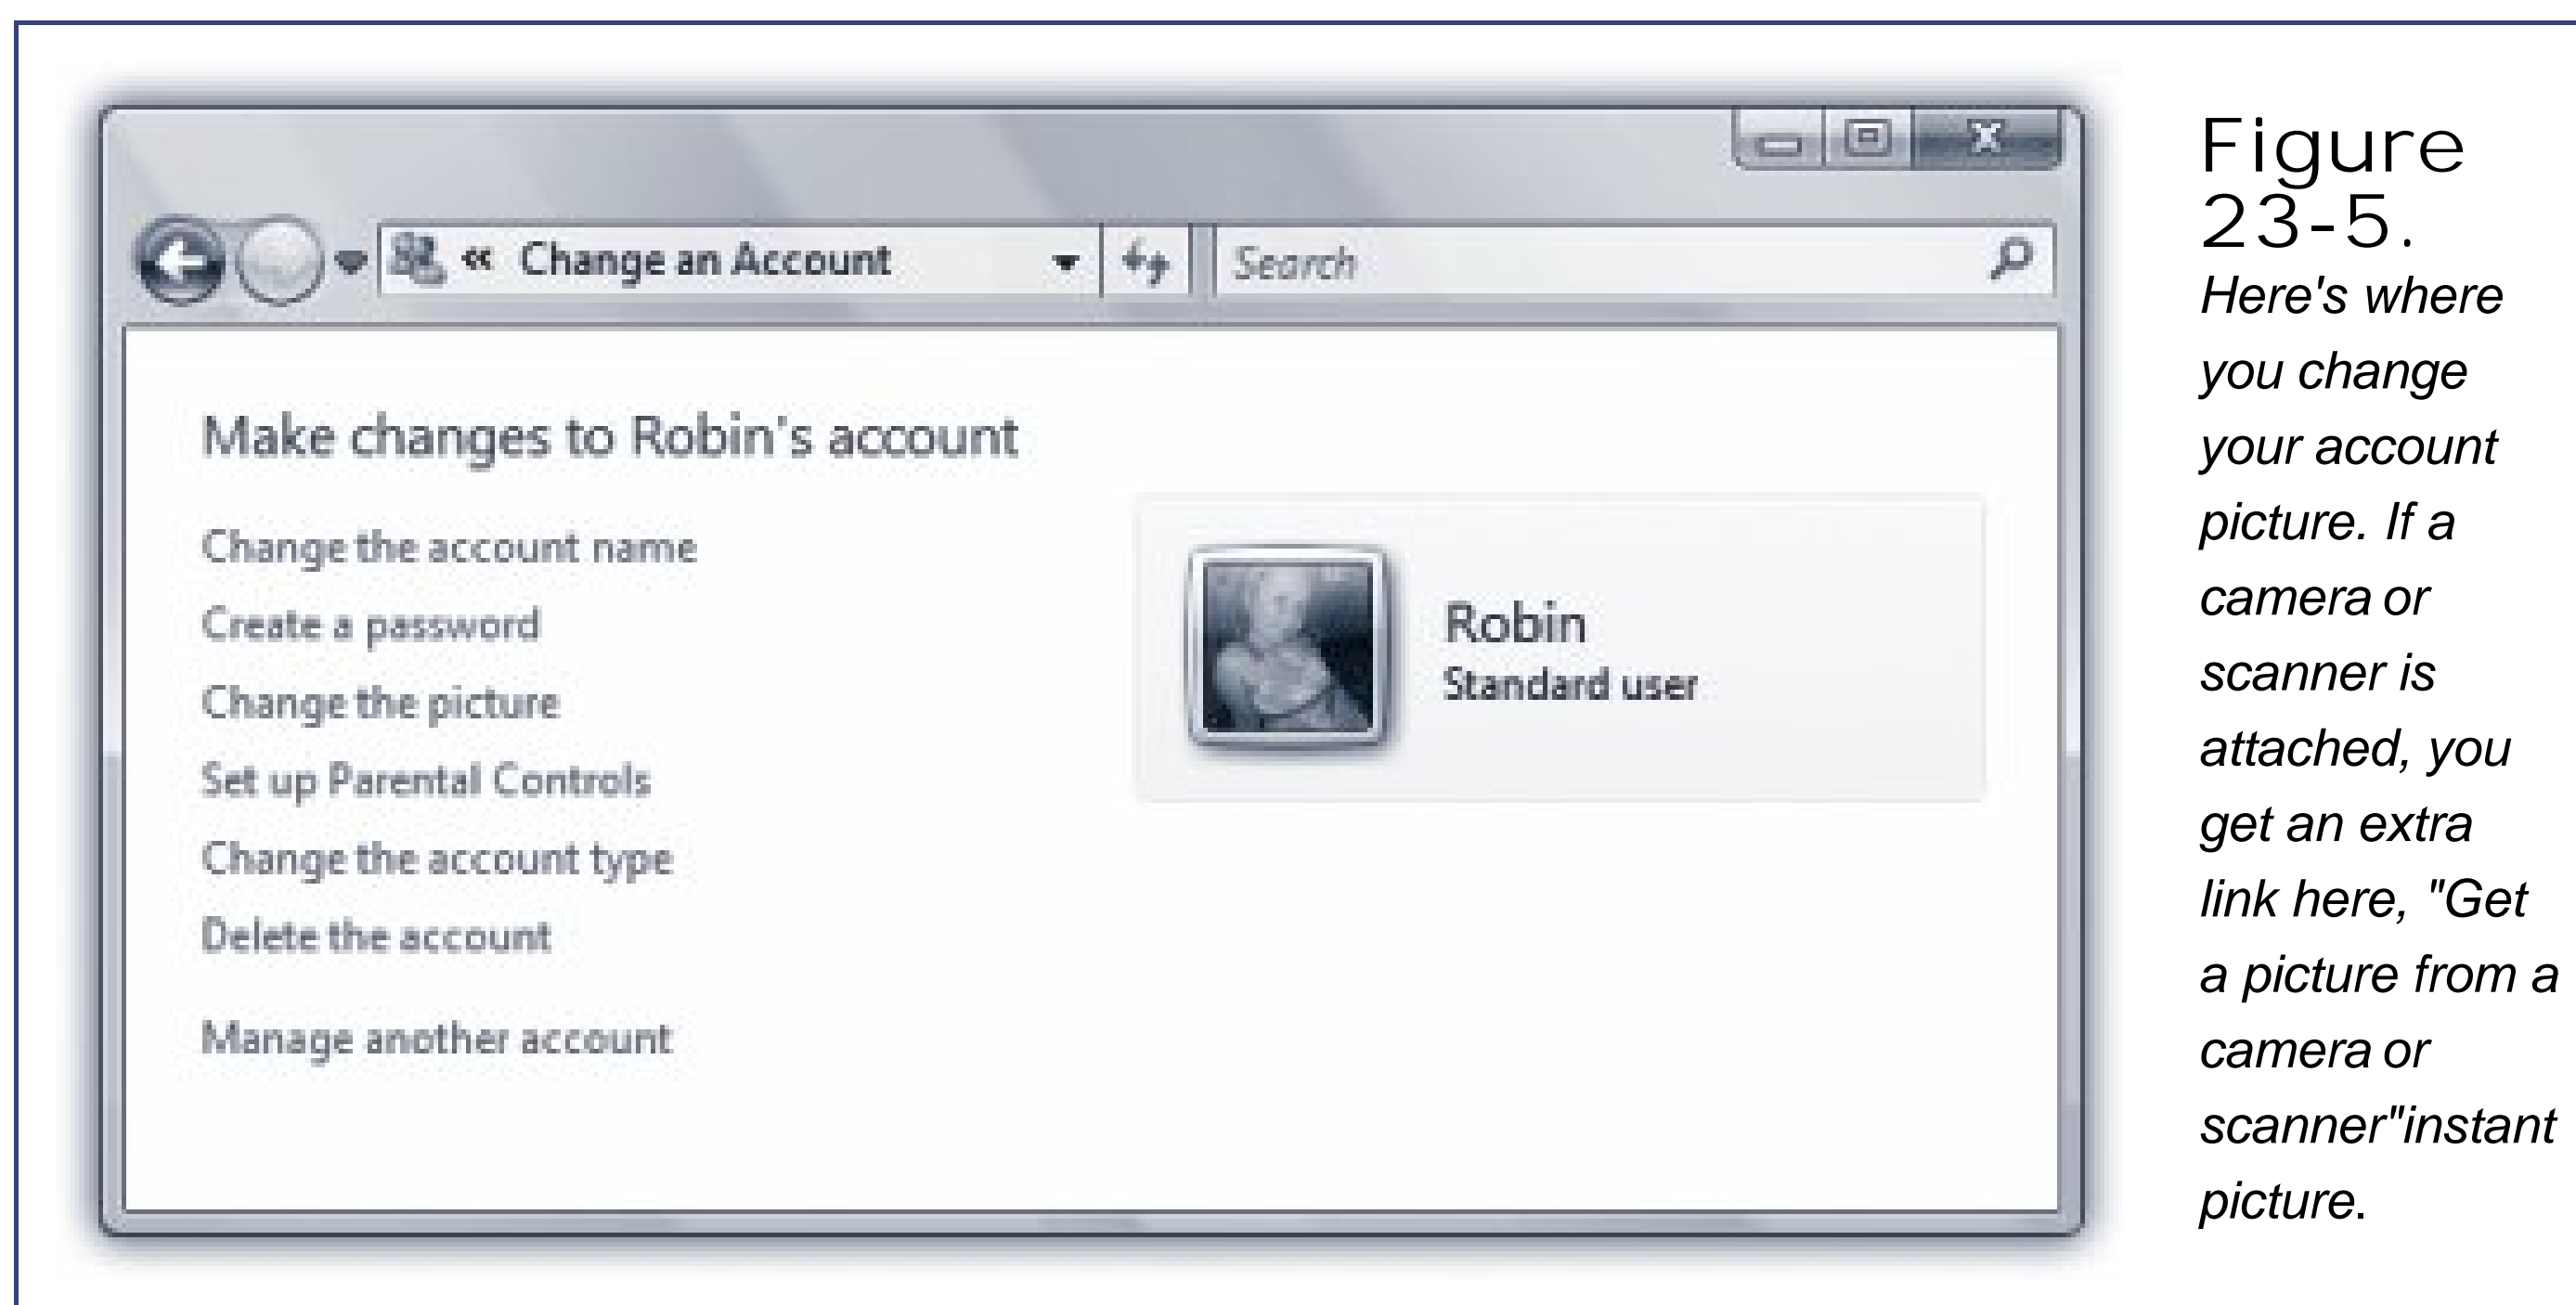 « Change an Account
Search
Make changes to Robin's account
Change the account name
Create a password
Change the picture
Set up Parental Controls
Change the account type
Delete the account
Manage another account
Robin
Standard user
Figure
23-5.
Here's where
you change
your account
picture. If a
camera or
scanner is
attached, you
get an extra
link here, "Get
a picture from a
camera or
scanner"instant
picture.